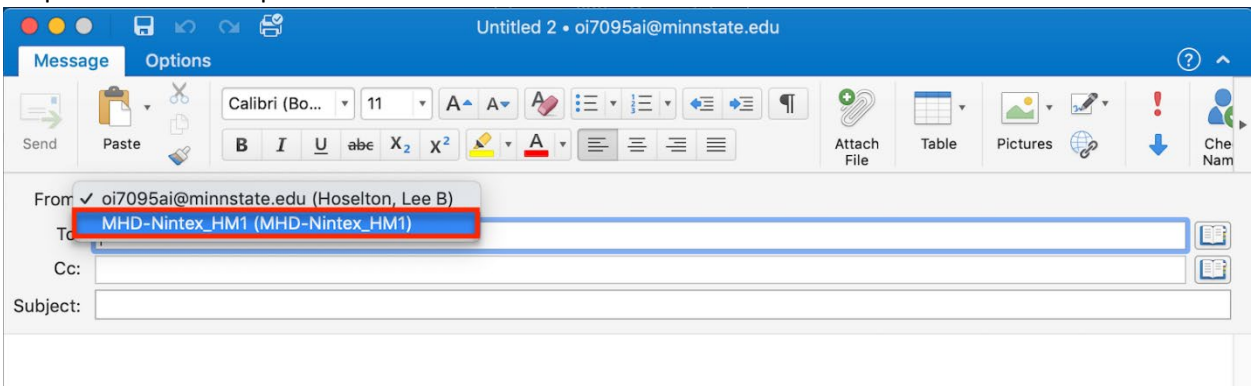 Untitled 2 • oi7095ai@minnstate.edu
Message Options
Calibri (Bo... 11 A A
Send Paste B I U abc X2 X² A Attach File Table Pictures Che Nam
From ✓ oi7095ai@minnstate.edu (Hoselton, Lee B)
MHD-Nintex_HM1 (MHD-Nintex_HM1)
To
Cc:
Subject: